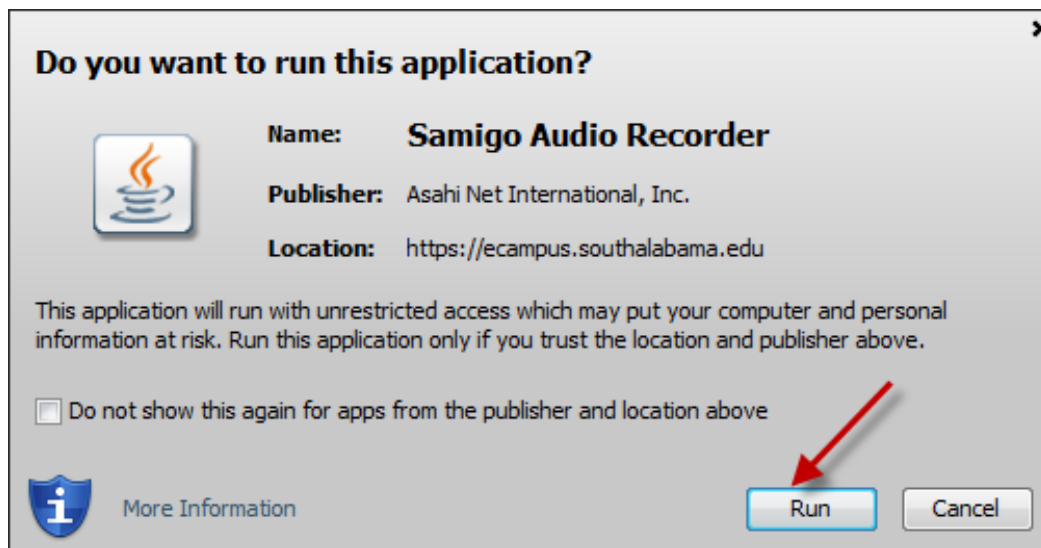 Do you want to run this application?
Name: Samigo Audio Recorder
Publisher: Asahi Net International, Inc.
Location: https://ecampus.southalabama.edu
This application will run with unrestricted access which may put your computer and personal
information at risk. Run this application only if you trust the location and publisher above.
Do not show this again for apps from the publisher and location above
More Information
Run
Cancel